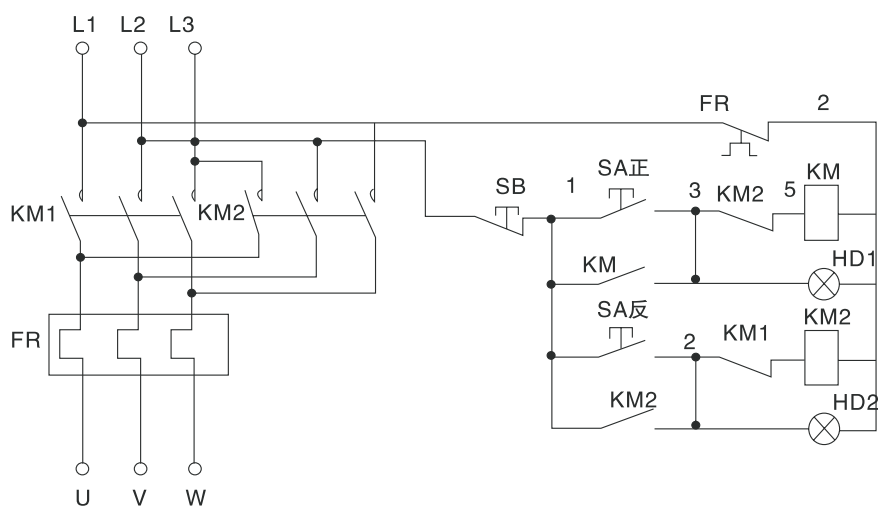 L1 L2 L3
FR 2
SA正
SB 1 3 KM2 5 KM
KM1 KM2
KM HD1
SA反 KM2
FR 2 KM1
KM2 HD2
U V W